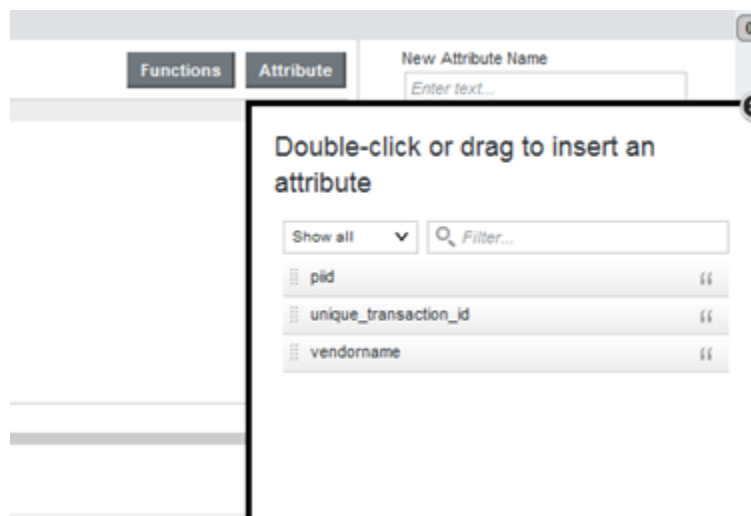 Functions
Attribute
New Attribute Name
Enter text...
Double-click or drag to insert an
attribute
Show all
Filter...
piid
unique_transaction_id
vendorname